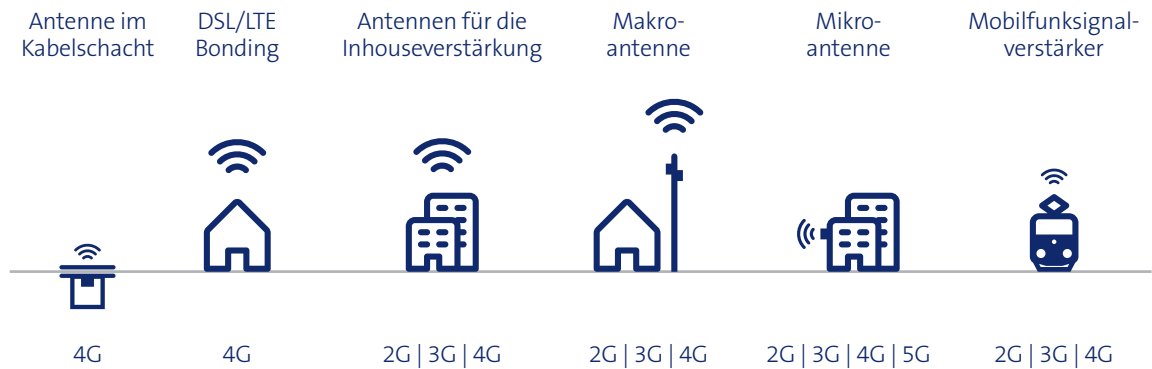 Antenne im
Kabelschacht
DSL/LTE
Bonding
Antennen für die
Inhouseverstärkung
Makro-
antenne
Mikro-
antenne
Mobilfunksignal-
verstärker
4G
4G
2G | 3G | 4G
2G | 3G | 4G
2G | 3G | 4G | 5G
2G | 3G | 4G